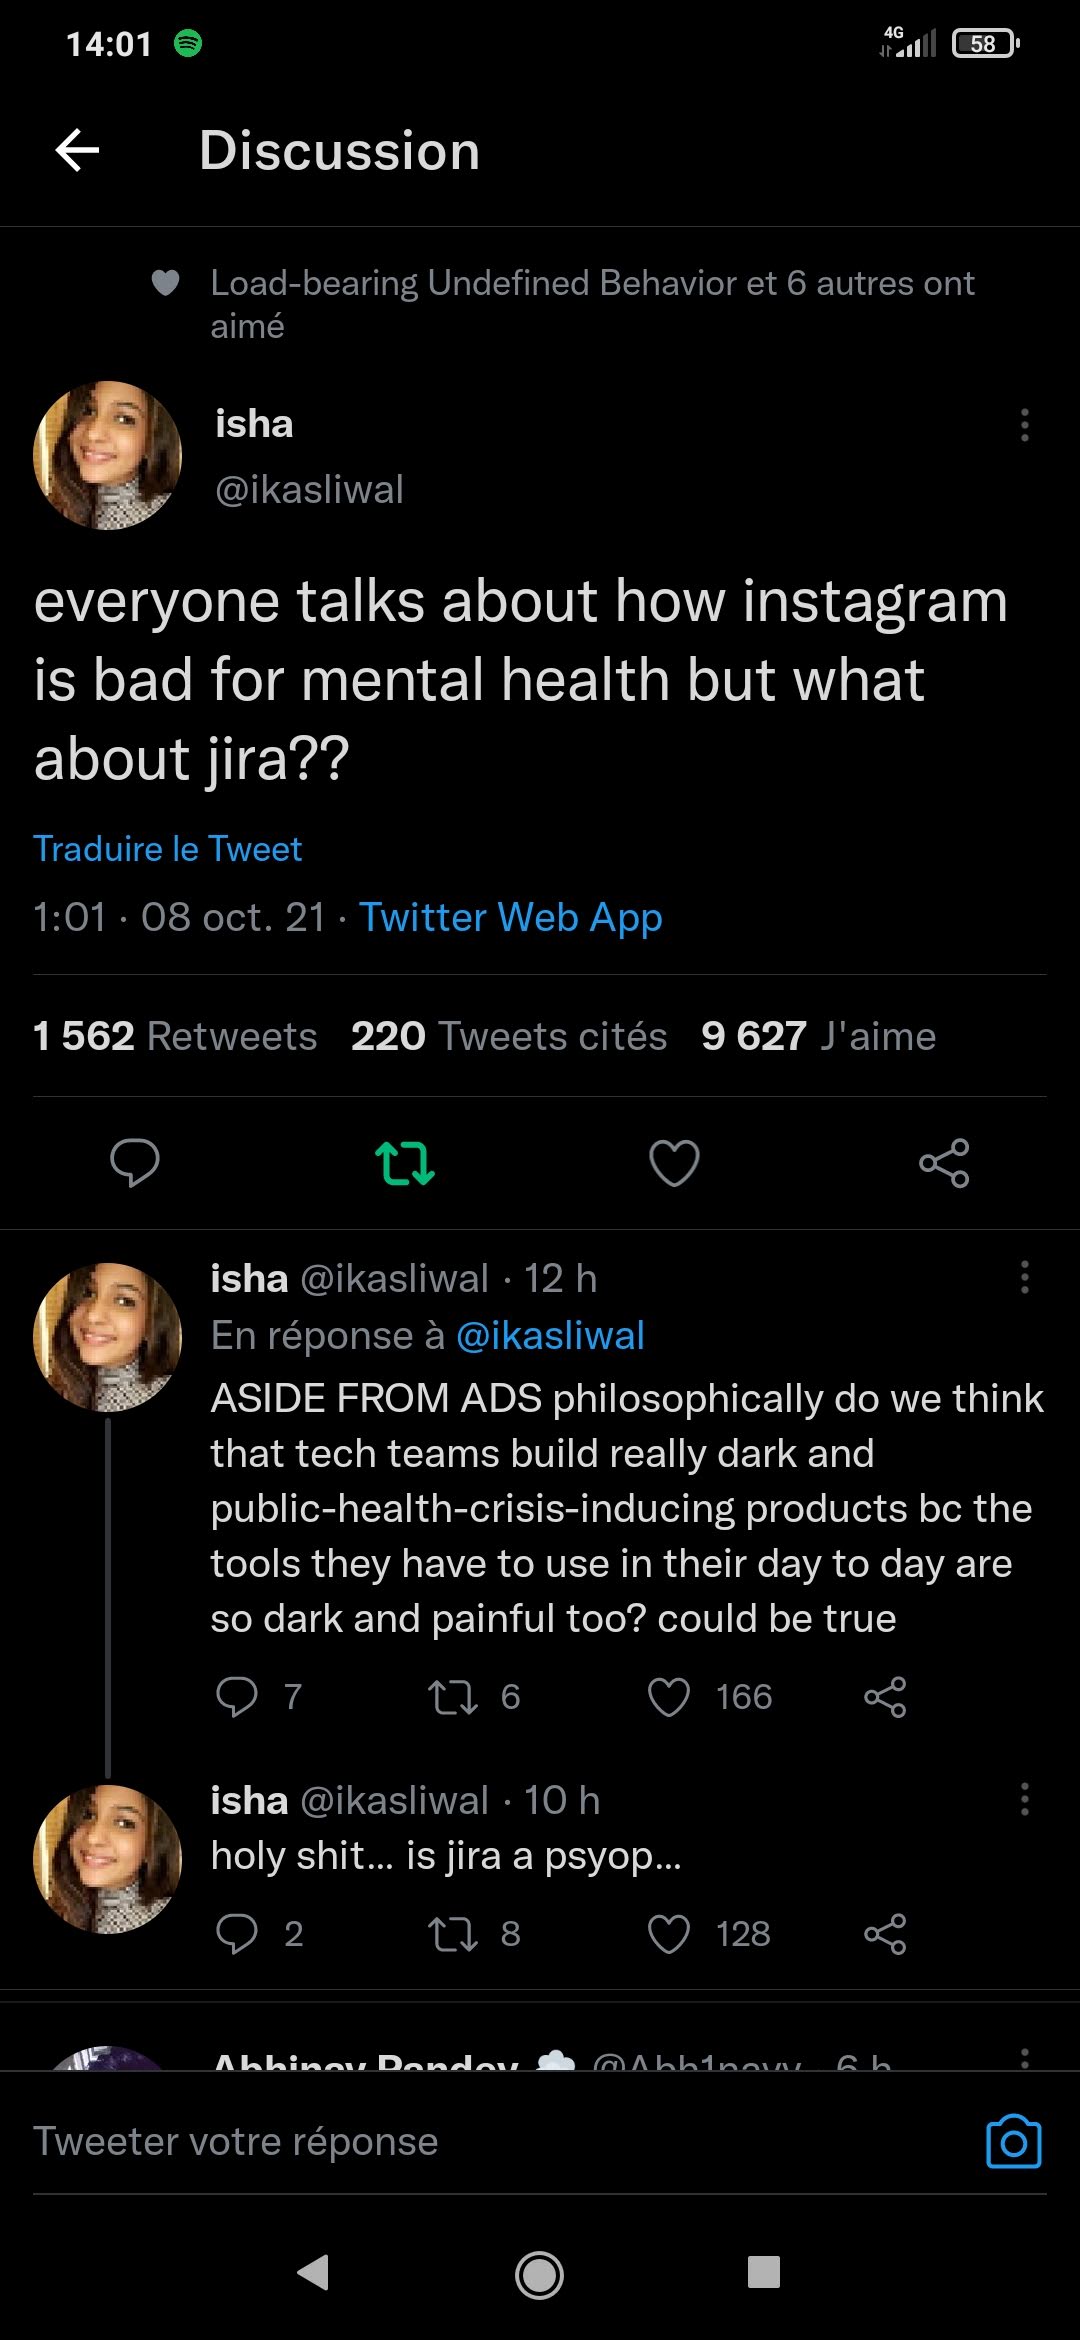 14:01
4G
58
Discussion
Load-bearing Undefined Behavior et 6 autres ont
aimé
isha
@ikasliwal
everyone talks about how instagram
is bad for mental health but what
about jira??
Traduire le Tweet
1:01 · 08 oct. 21 · Twitter Web App
1 562 Retweets 220 Tweets cités 9 627 J'aime
isha @ikasliwal · 12 h
En réponse à @ikasliwal
ASIDE FROM ADS philosophically do we think
that tech teams build really dark and
public-health-crisis-inducing products bc the
tools they have to use in their day to day are
so dark and painful too? could be true
7 6 166
isha @ikasliwal · 10 h
holy shit... is jira a psyop...
2 8 128
Abhinav Pandey @Abh1navv · 6 h
Tweeter votre réponse